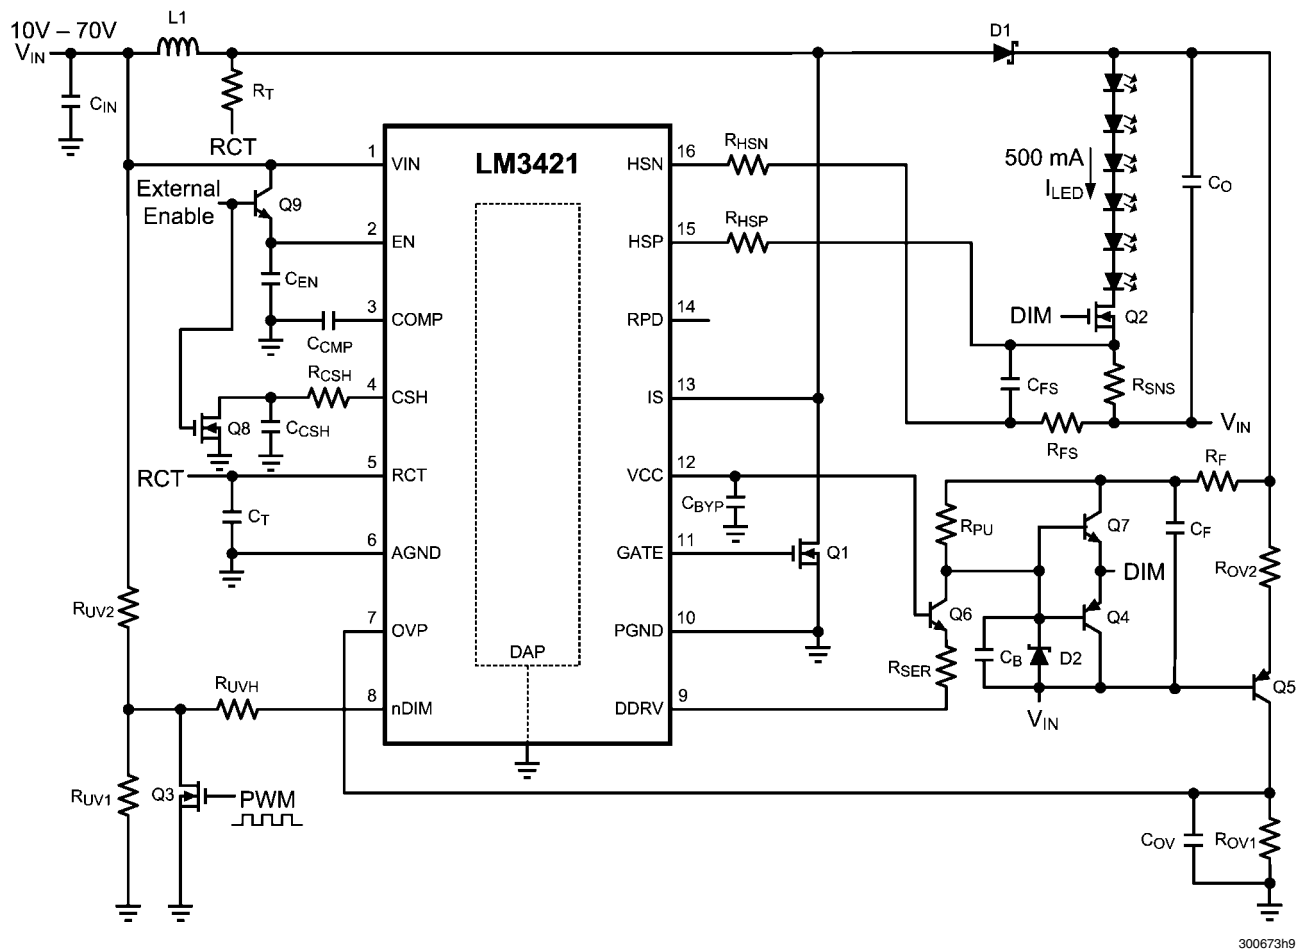 10V – 70V
VIN
L1
D1
CIN
RT
RCT
LM3421
1
VIN
HSN
16
RHSN
500 mA
ILED
CO
External
Enable
Q9
2
EN
HSP
15
RHSP
CEN
3
COMP
RPD
14
DIM
Q2
CCMP
RCSH
4
CSH
IS
13
CFS
RSNS
Q8
CCSH
VIN
RFS
RCT
5
RCT
VCC
12
CBYP
RF
CT
RPU
Q7
CF
6
AGND
GATE
11
Q1
DIM
ROV2
RUV2
Q6
Q4
7
OVP
PGND
10
DAP
CB
D2
RSER
Q5
RUVH
8
nDIM
DDRV
9
VIN
RUV1
Q3
PWM
COV
ROV1
300673h9